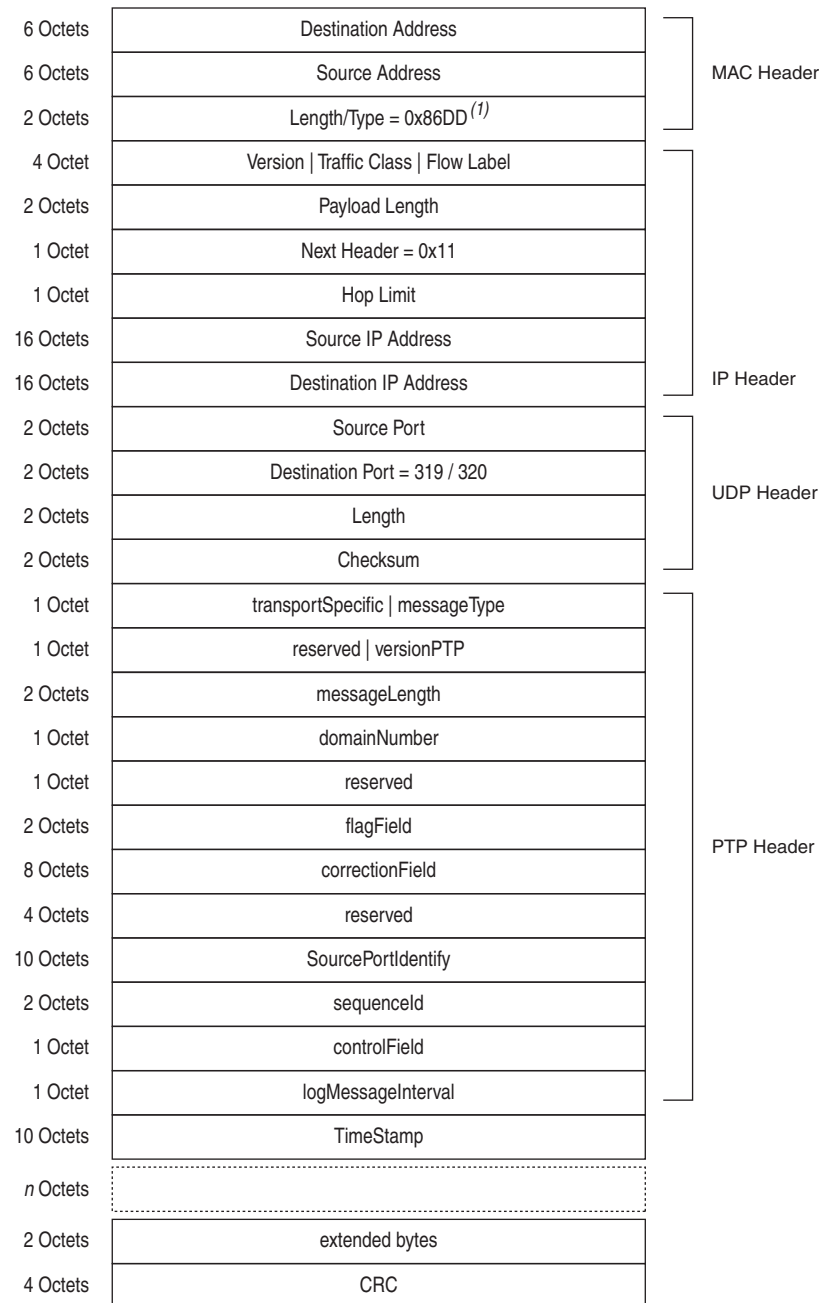 6 Octets Destination Address
6 Octets Source Address MAC Header
2 Octets Length/Type = 0x86DD(1)
4 Octet Version | Traffic Class | Flow Label
2 Octets Payload Length
1 Octet Next Header = 0x11
1 Octet Hop Limit
16 Octets Source IP Address
16 Octets Destination IP Address IP Header
2 Octets Source Port
2 Octets Destination Port = 319 / 320
UDP Header
2 Octets Length
2 Octets Checksum
1 Octet transportSpecific | messageType
1 Octet reserved | versionPTP
2 Octets messageLength
1 Octet domainNumber
1 Octet reserved
2 Octets flagField
PTP Header
8 Octets correctionField
4 Octets reserved
10 Octets SourcePortIdentify
2 Octets sequenceId
1 Octet controlField
1 Octet logMessageInterval
10 Octets TimeStamp
n Octets
2 Octets extended bytes
4 Octets CRC